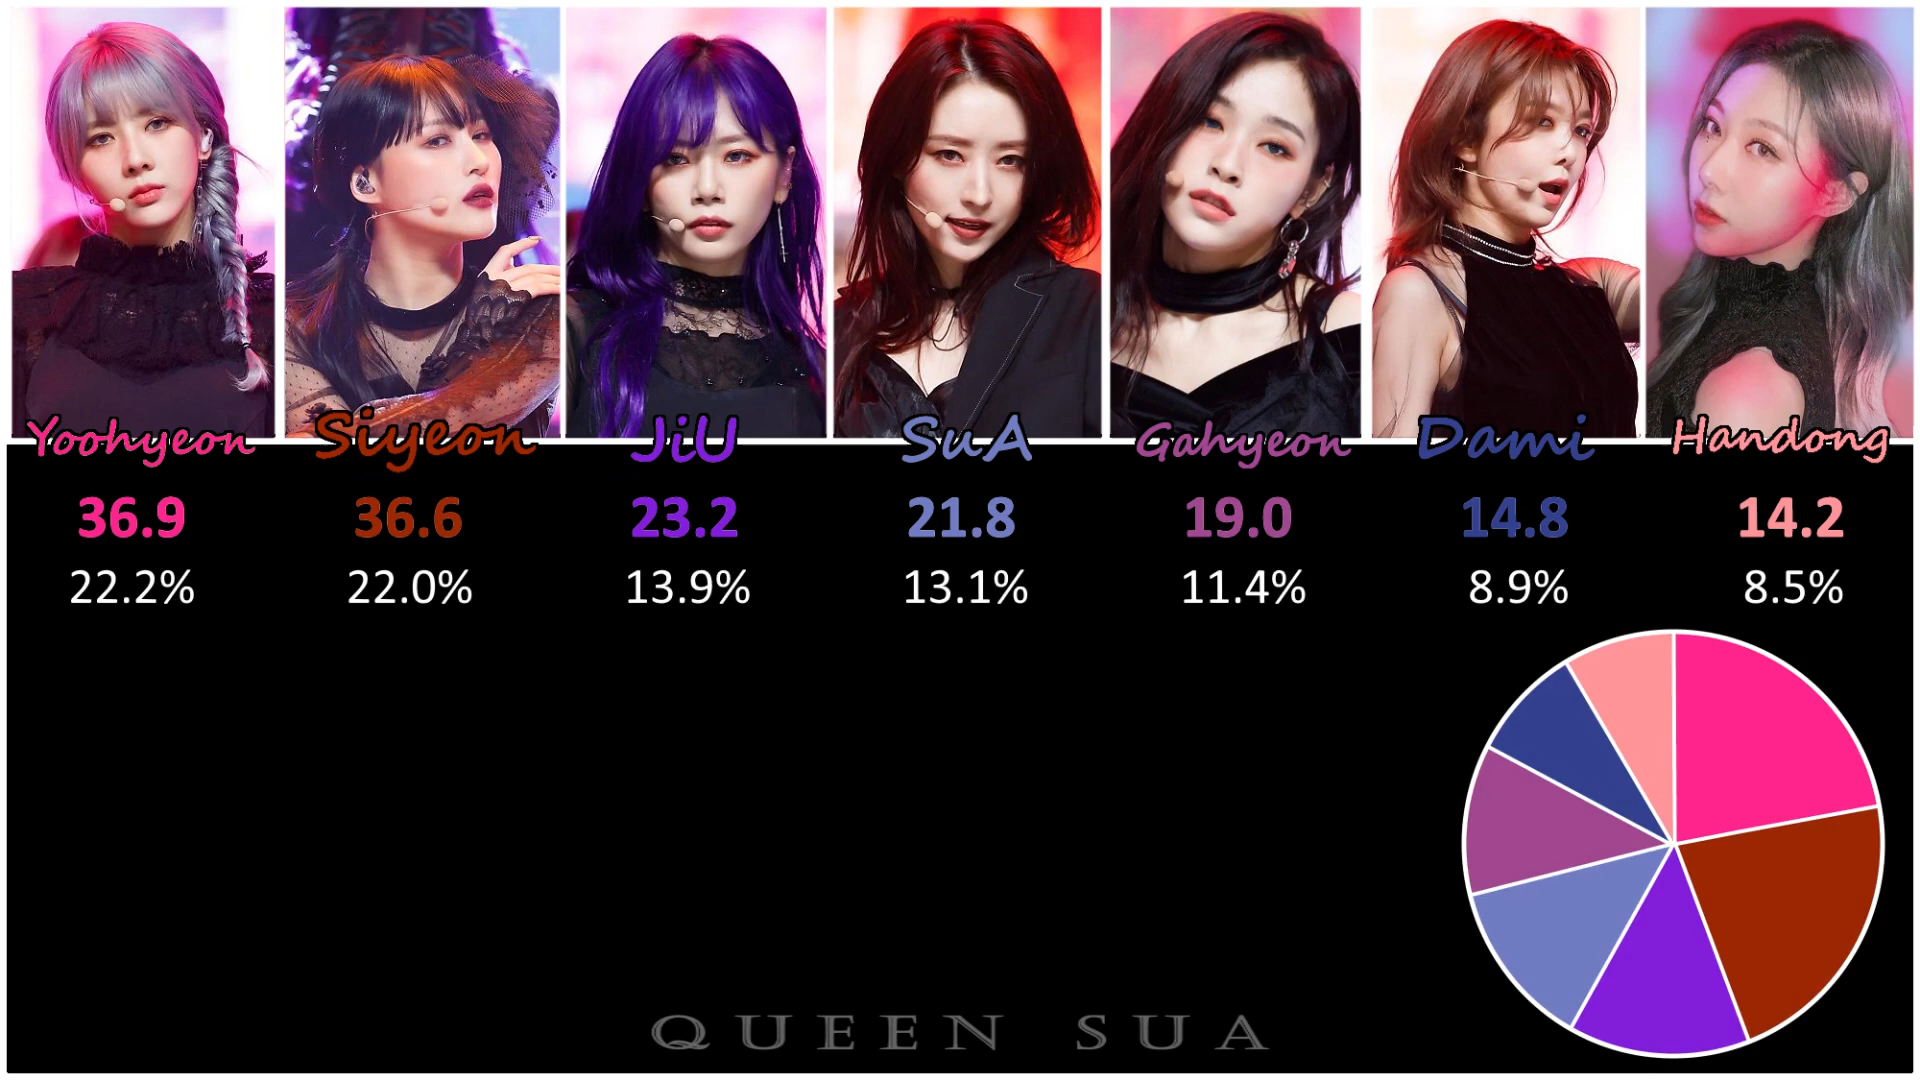 Yoohyeon Siyeon JiU SuA Gahyeon Dami Handong
36.9 36.6 23.2 21.8 19.0 14.8 14.2
22.2% 22.0% 13.9% 13.1% 11.4% 8.9% 8.5%
QUEEN SUA